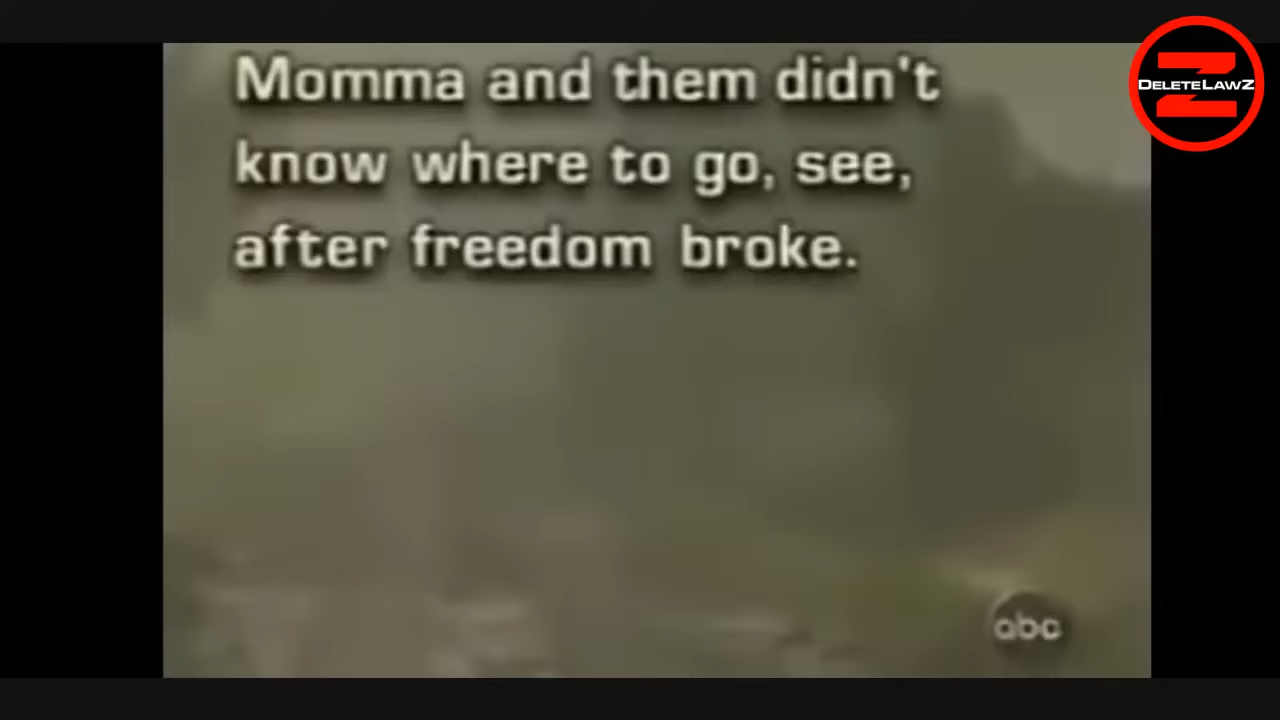 Momma and them didn't
know where to go, see,
after freedom broke.
DELETELAWZ
abc